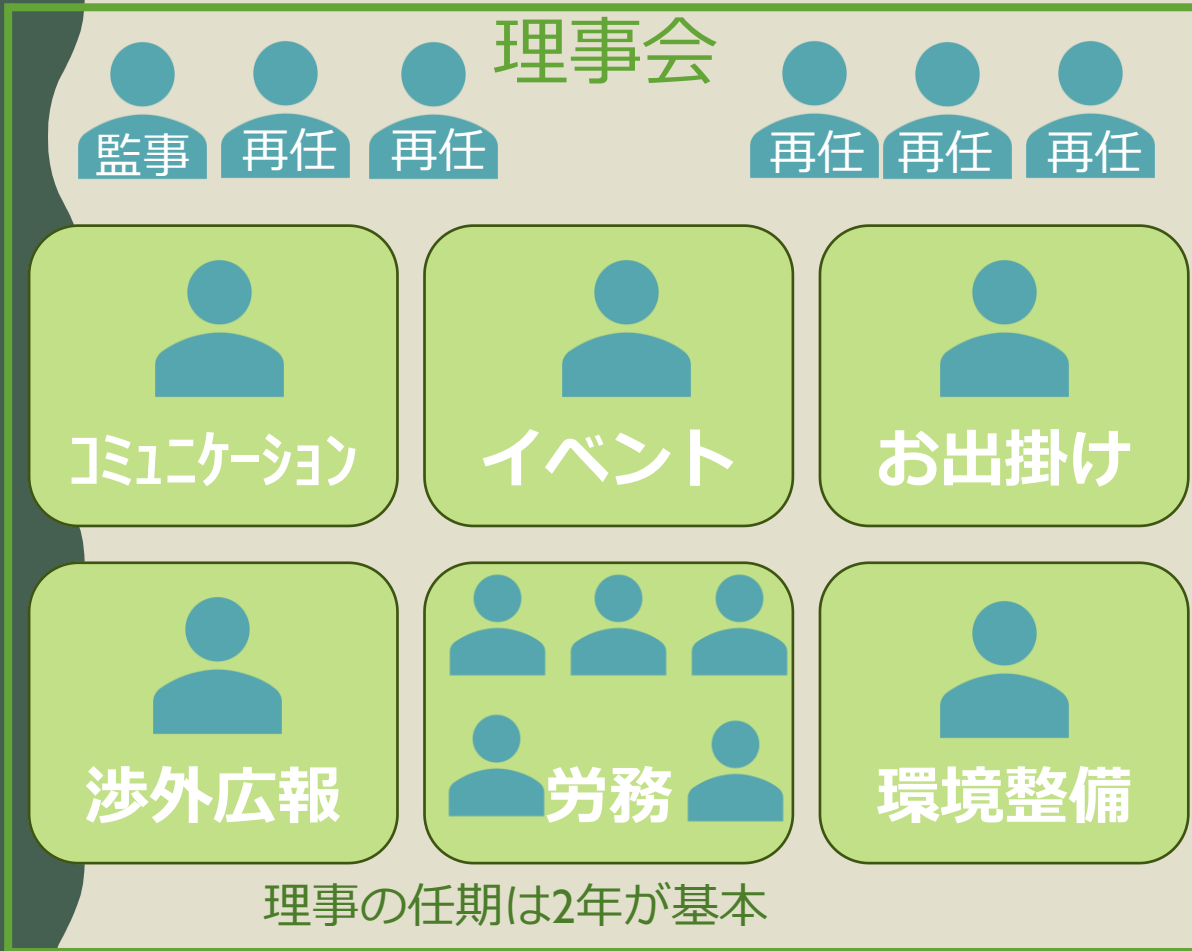 理事会
監事
再任
再任
再任
再任
再任
コミュニケーション
イベント
お出掛け
渉外広報
労務
環境整備
理事の任期は2年が基本